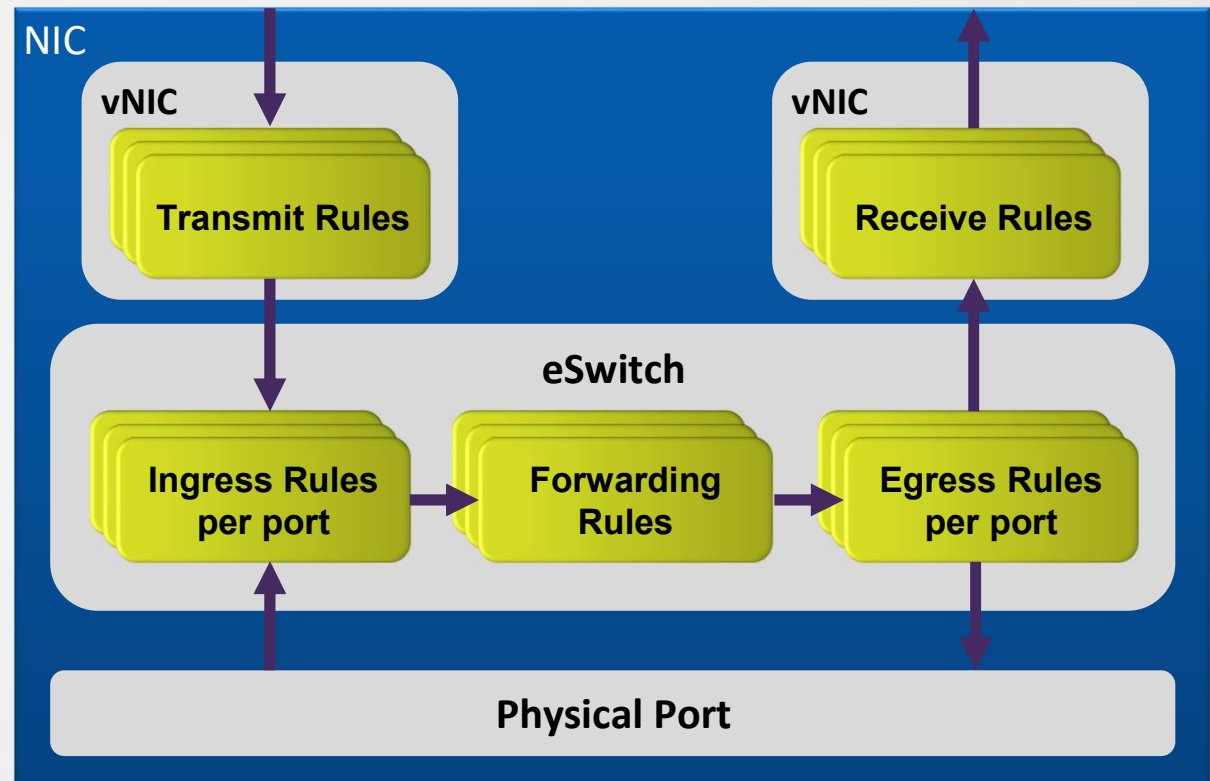 NIC
vNIC
Transmit Rules
vNIC
Receive Rules
eSwitch
Ingress Rules
per port
Forwarding
Rules
Egress Rules
per port
Physical Port